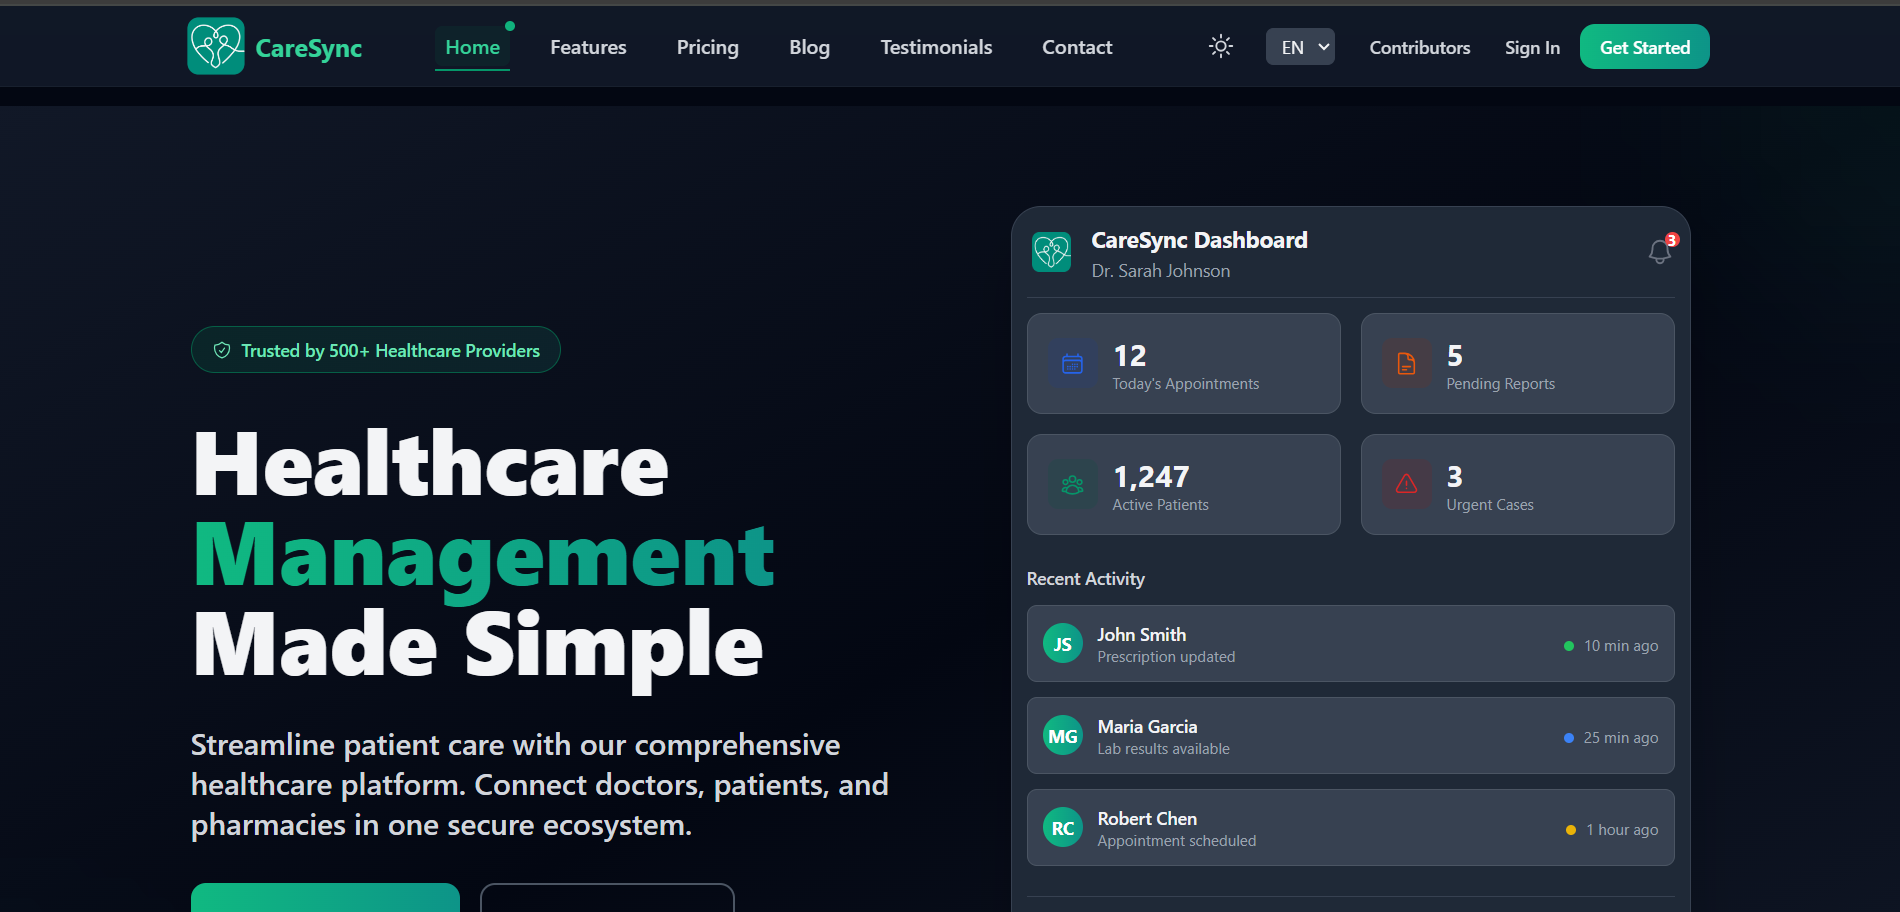 CareSync
Home
Features
Pricing
Blog
Testimonials
Contact
EN
Contributors
Sign In
Get Started
Trusted by 500+ Healthcare Providers
Healthcare
Management
Made Simple
Streamline patient care with our comprehensive
healthcare platform. Connect doctors, patients, and
pharmacies in one secure ecosystem.
CareSync Dashboard
Dr. Sarah Johnson
3
12
Today's Appointments
5
Pending Reports
1,247
Active Patients
3
Urgent Cases
Recent Activity
JS
John Smith
Prescription updated
10 min ago
MG
Maria Garcia
Lab results available
25 min ago
RC
Robert Chen
Appointment scheduled
1 hour ago